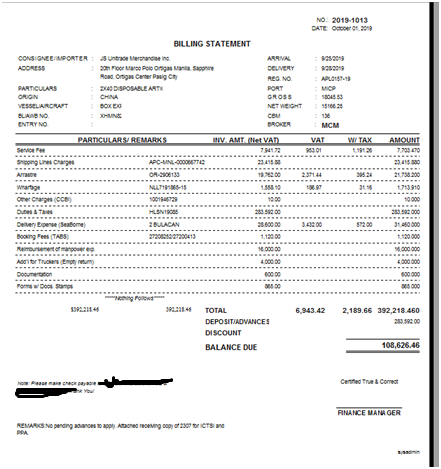 NO.: 2019-1013
DATE: October 01, 2019
BILLING STATEMENT
CONSIGNEE/IMPORTER : JS Unitrade Merchandise Inc. ARRIVAL : 9/25/2019
ADDRESS : 20th Floor Marco Polo Ortigas Manila, Sapphire DELIVERY : 9/28/2019
Road, Ortigas Center Pasig City REG. NO. : APL0157-19
PARTICULARS : 2X40 DISPOSABLE ARTII PORT : MICP
ORIGIN : CHINA GROSS : 18045.53
VESSEL/AIRCRAFT : BOX EXI NET WEIGHT : 15166.25
BL/AWB NO. : XHMNS CBM : 136
ENTRY NO. : BROKER : MCM
PARTICULARS/ REMARKS INV. AMT. (Net VAT) VAT W/ TAX AMOUNT
Service Fee 7,941.72 953.01 1,191.26 7,703.470
Shipping Lines Charges APC-MNL-0000667742 23,415.88 23,415.880
Arrastre OR-2906133 19,762.00 2,371.44 395.24 21,738.200
Wharfage NLL7191865-15 1,558.10 186.97 31.16 1,713.910
Other Charges (CCBI) 1001946729 10.00 10.000
Duties & Taxes HLSN19085 283,592.00 283,592.000
Delivery Expense (SeaBorne) 2 BULACAN 28,600.00 3,432.00 572.00 31,460.000
Booking Fees (TABS) 27208252/27200413 1,120.00 1,120.000
Reimbursement of manpower exp. 16,000.00 16,000.000
Add'l for Truckers (Empty return) 4,000.00 4,000.000
Documentation 600.00 600.000
Forms w/ Docs. Stamps 865.00 865.00
*****Nothing Follows*****
$392,218.46 392,218.46 TOTAL 6,943.42 2,189.66 392,218.460
DEPOSIT/ADVANCES 283,592.00
DISCOUNT
BALANCE DUE 108,626.46
Note: Please make check payable Certified True & Correct
You!
FINANCE MANAGER
REMARKS:No pending advances to apply. Attached receiving copy of 2307 for ICTSI and
PPA.
sysadmin